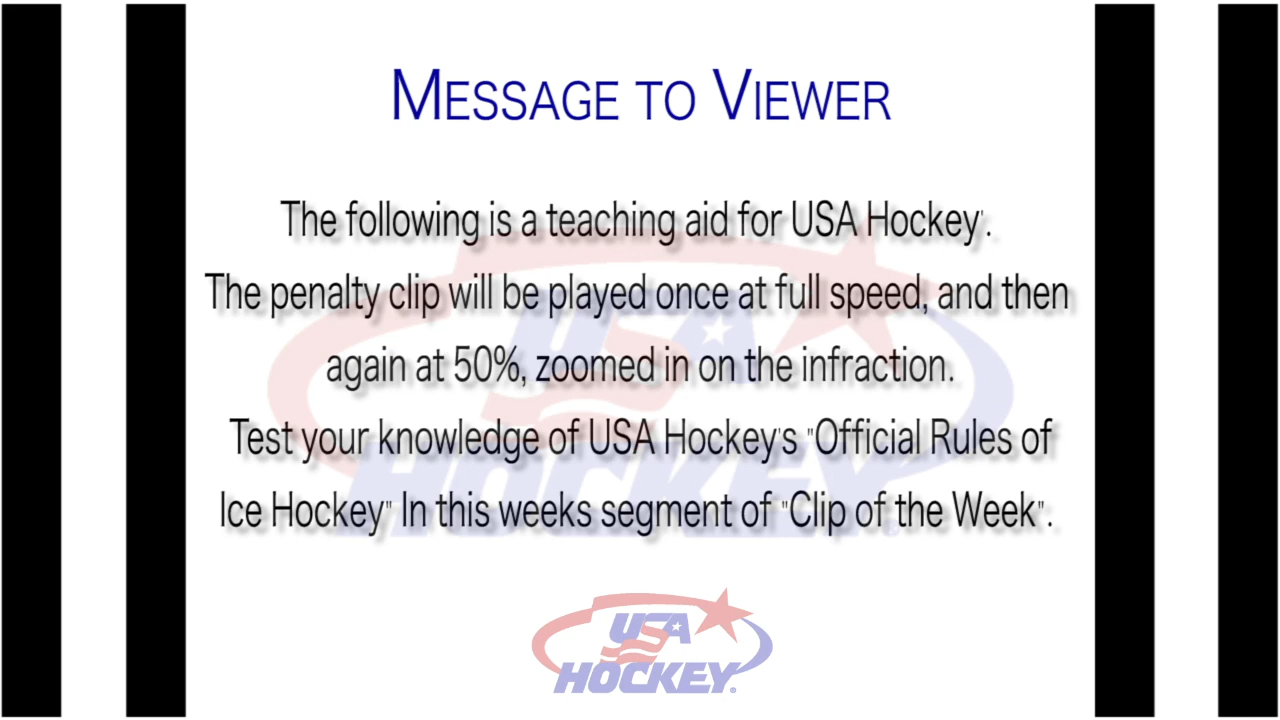 MESSAGE TO VIEWER
The following is a teaching aid for USA Hockey'.
The penalty clip will be played once at full speed, and then
again at 50%, zoomed in on the infraction.
Test your knowledge of USA Hockey's "Official Rules of
Ice Hockey" In this weeks segment of "Clip of the Week".
USA
HOCKEY
USA
HOCKEY®